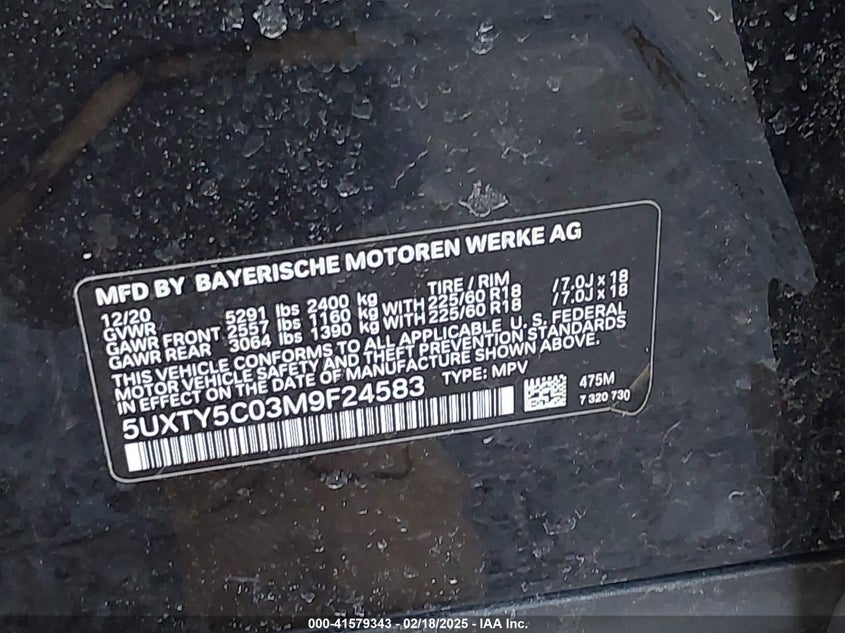 MFD BY BAYERISCHE MOTOREN WERKE AG
12/20 TIRE / RIM
GVWR 5291 lbs 2400 kg
GAWR FRONT 2557 lbs 1160 kg WITH 225/60 R18 /7.0J x 18
GAWR REAR 3064 lbs 1390 kg WITH 225/60 R18 /7.0J x 18
THIS VEHICLE CONFORMS TO ALL APPLICABLE U. S. FEDERAL
MOTOR VEHICLE SAFETY AND THEFT PREVENTION STANDARDS
IN EFFECT ON THE DATE OF MANUFACTURE SHOWN ABOVE.
5UXTY5C03M9F24583 TYPE: MPV
475M
7 320 730
000-41579343 - 02/18/2025 - IAA Inc.